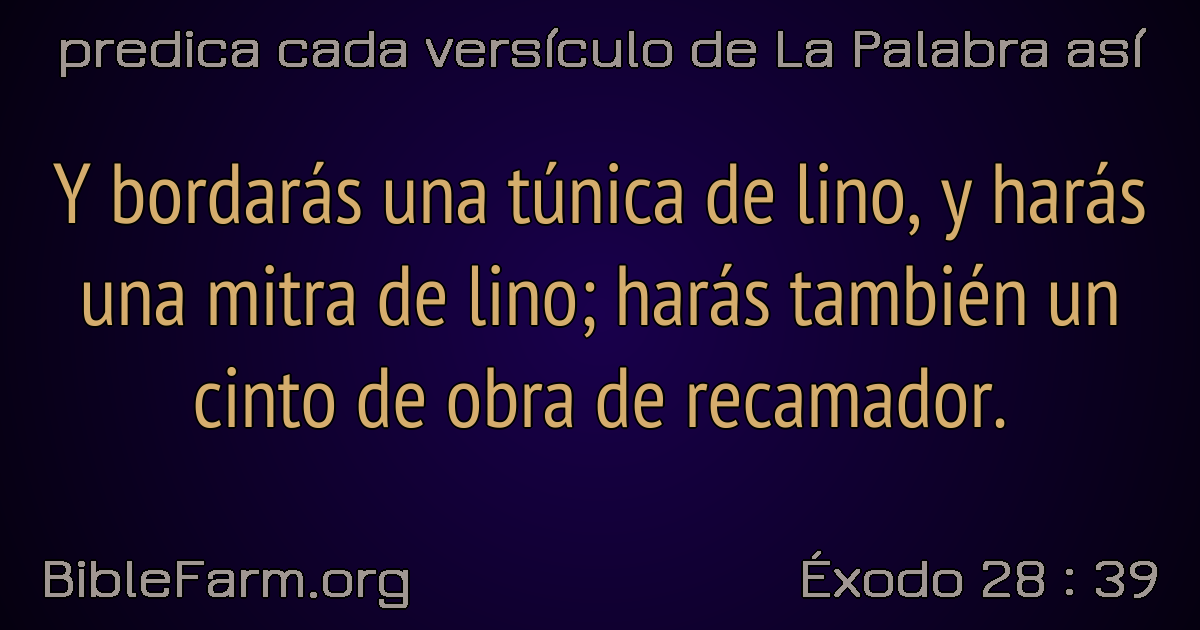 predica cada versículo de La Palabra así
Y bordarás una túnica de lino, y harás
una mitra de lino; harás también un
cinto de obra de recamador.
BibleFarm.org
Éxodo 28 : 39